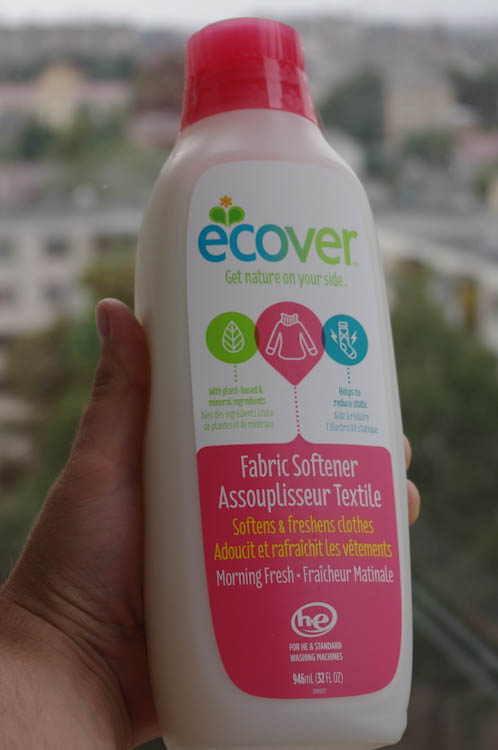 ecover
Get nature on your side.
With plant-based &
mineral ingredients
Avec des ingrédients à base
de plantes et de minéraux
Helps to
reduce static
Aide à réduire
l'électricité statique
Fabric Softener
Assouplisseur Textile
Softens & freshens clothes
Adoucit et rafraîchit les vêtements
Morning Fresh • Fraîcheur Matinale
he
FOR HE & STANDARD
WASHING MACHINES
946mL (32 FL OZ)